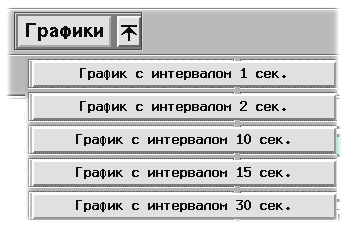 Графики
График с интервалом 1 сек.
График с интервалом 2 сек.
График с интервалом 10 сек.
График с интервалом 15 сек.
График с интервалом 30 сек.